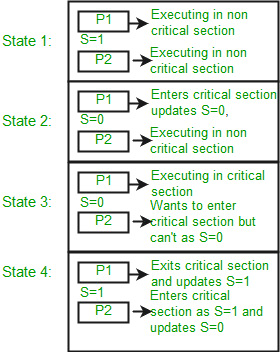 State 1:
P1
Executing in non
critical section
S=1
P2
Executing in non
critical section
State 2:
P1
Enters critical section
updates S=0,
S=0
P2
Executing in non
critical section
State 3:
P1
Executing in critical
section
S=0
P2
Wants to enter
critical section but
can't as S=0
State 4:
P1
Exits critical section
and updates S=1
S=1
P2
Enters critical
section as S=1 and
updates S=0